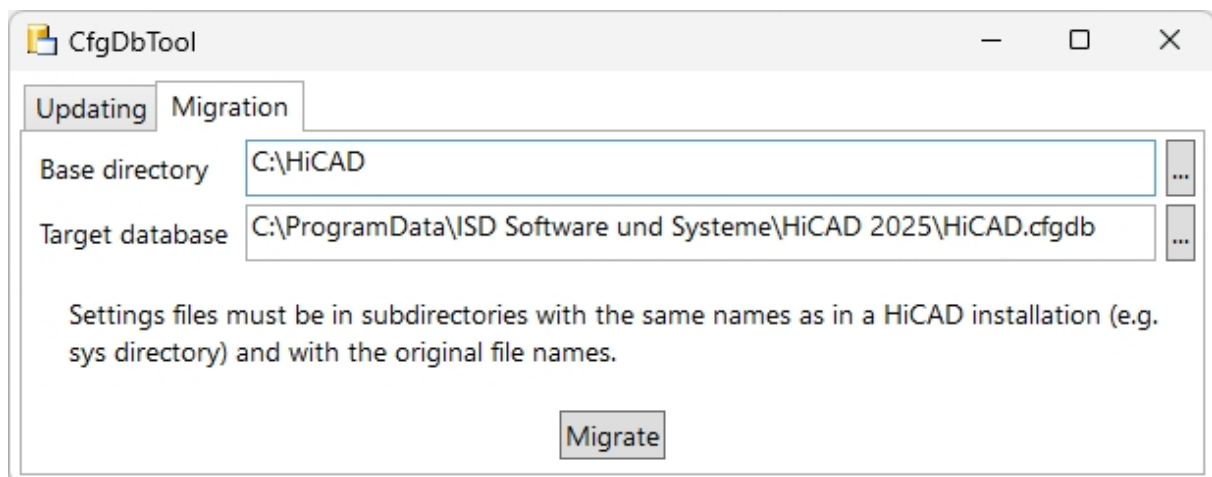 CfgDbTool
Updating Migration
Base directory C:\HiCAD ...
Target database C:\ProgramData\ISD Software und Systeme\HiCAD 2025\HiCAD.cfgdb ...
Settings files must be in subdirectories with the same names as in a HiCAD installation (e.g.
sys directory) and with the original file names.
Migrate